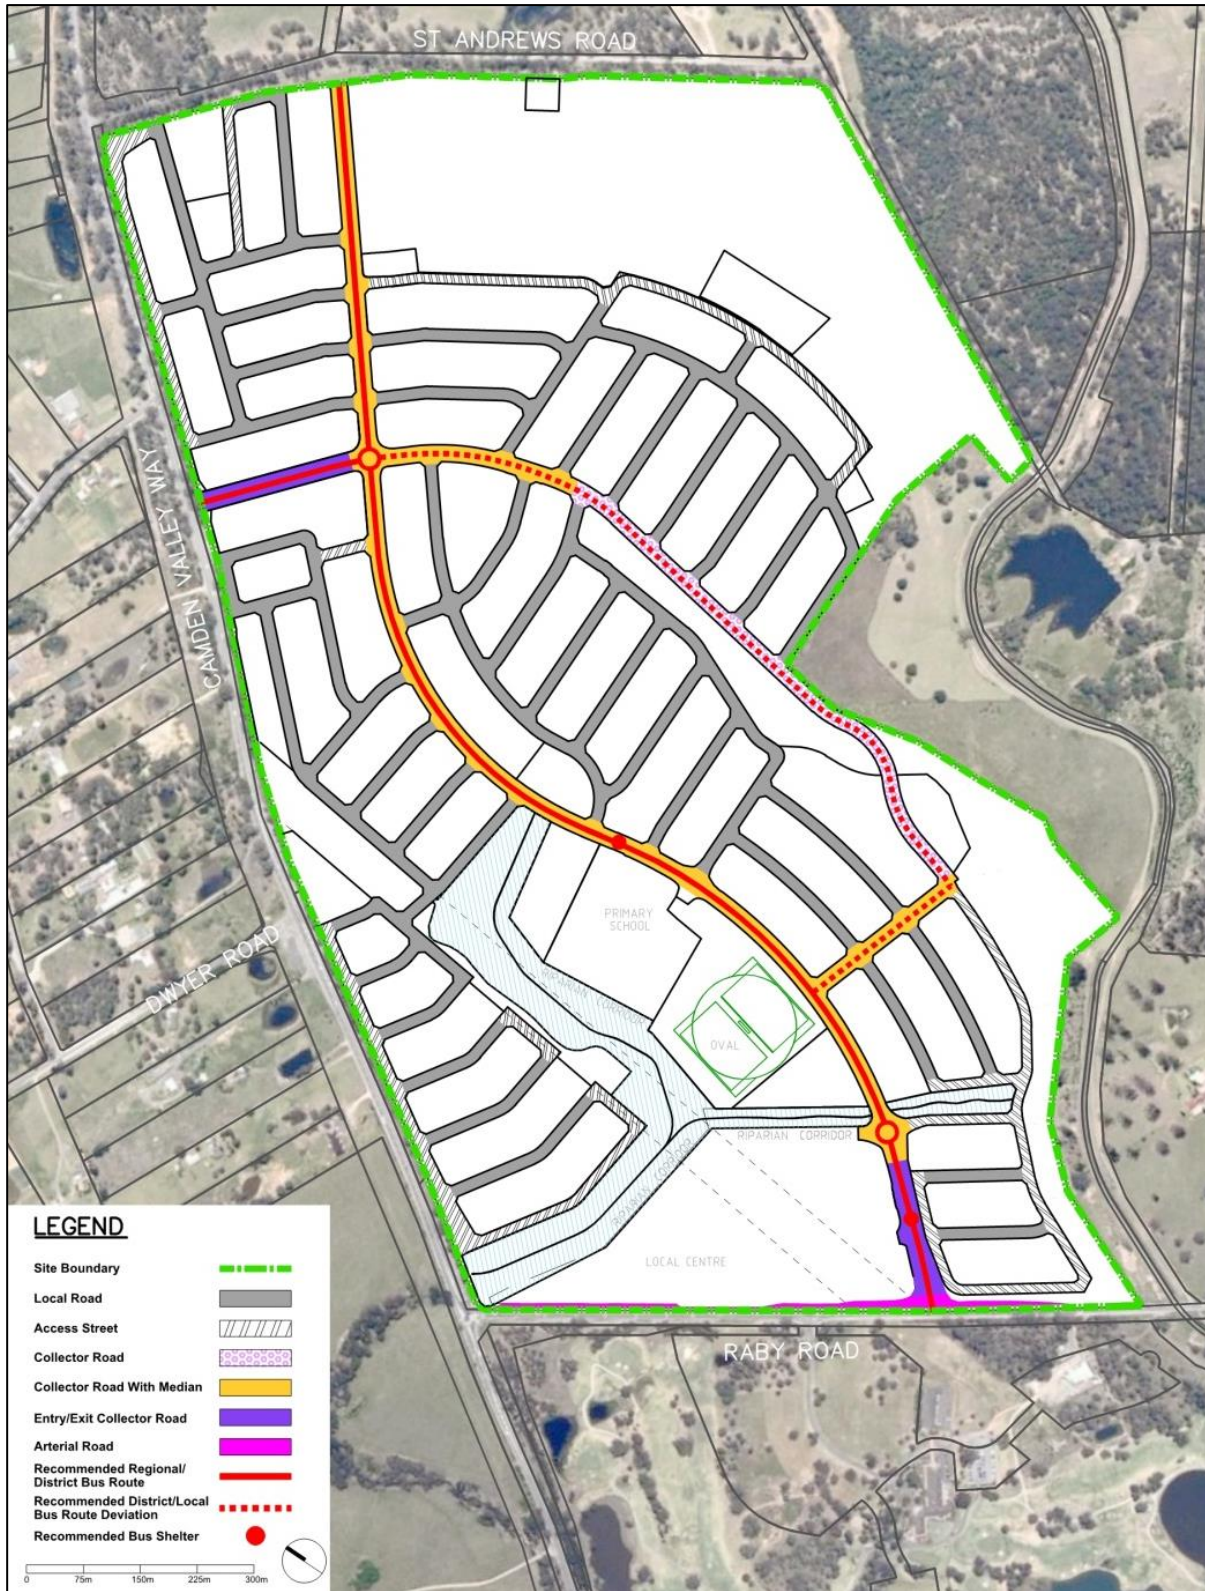 ST ANDREWS ROAD
CAMDEN VALLEY WAY
DWYER ROAD
PRIMARY
SCHOOL
RIPARIAN CORRIDOR
OVAL
RIPARIAN CORRIDOR
RIPARIAN CORRIDOR
LOCAL CENTRE
RABY ROAD
LEGEND
Site Boundary
Local Road
Access Street
Collector Road
Collector Road With Median
Entry/Exit Collector Road
Arterial Road
Recommended Regional/
District Bus Route
Recommended District/Local
Bus Route Deviation
Recommended Bus Shelter
0 75m 150m 225m 300m